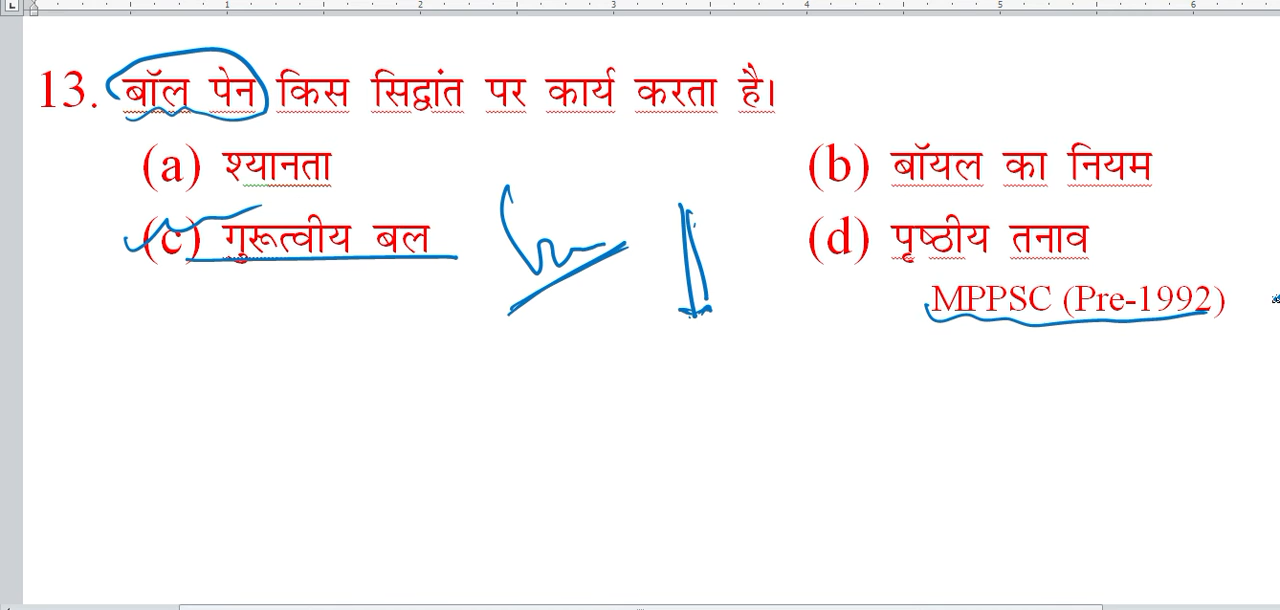 13. बॉल पेन किस सिद्वांत पर कार्य करता है।
(a) श्यानता (b) बॉयल का नियम
(c) गुरूत्वीय बल (d) पृष्ठीय तनाव
MPPSC (Pre-1992)